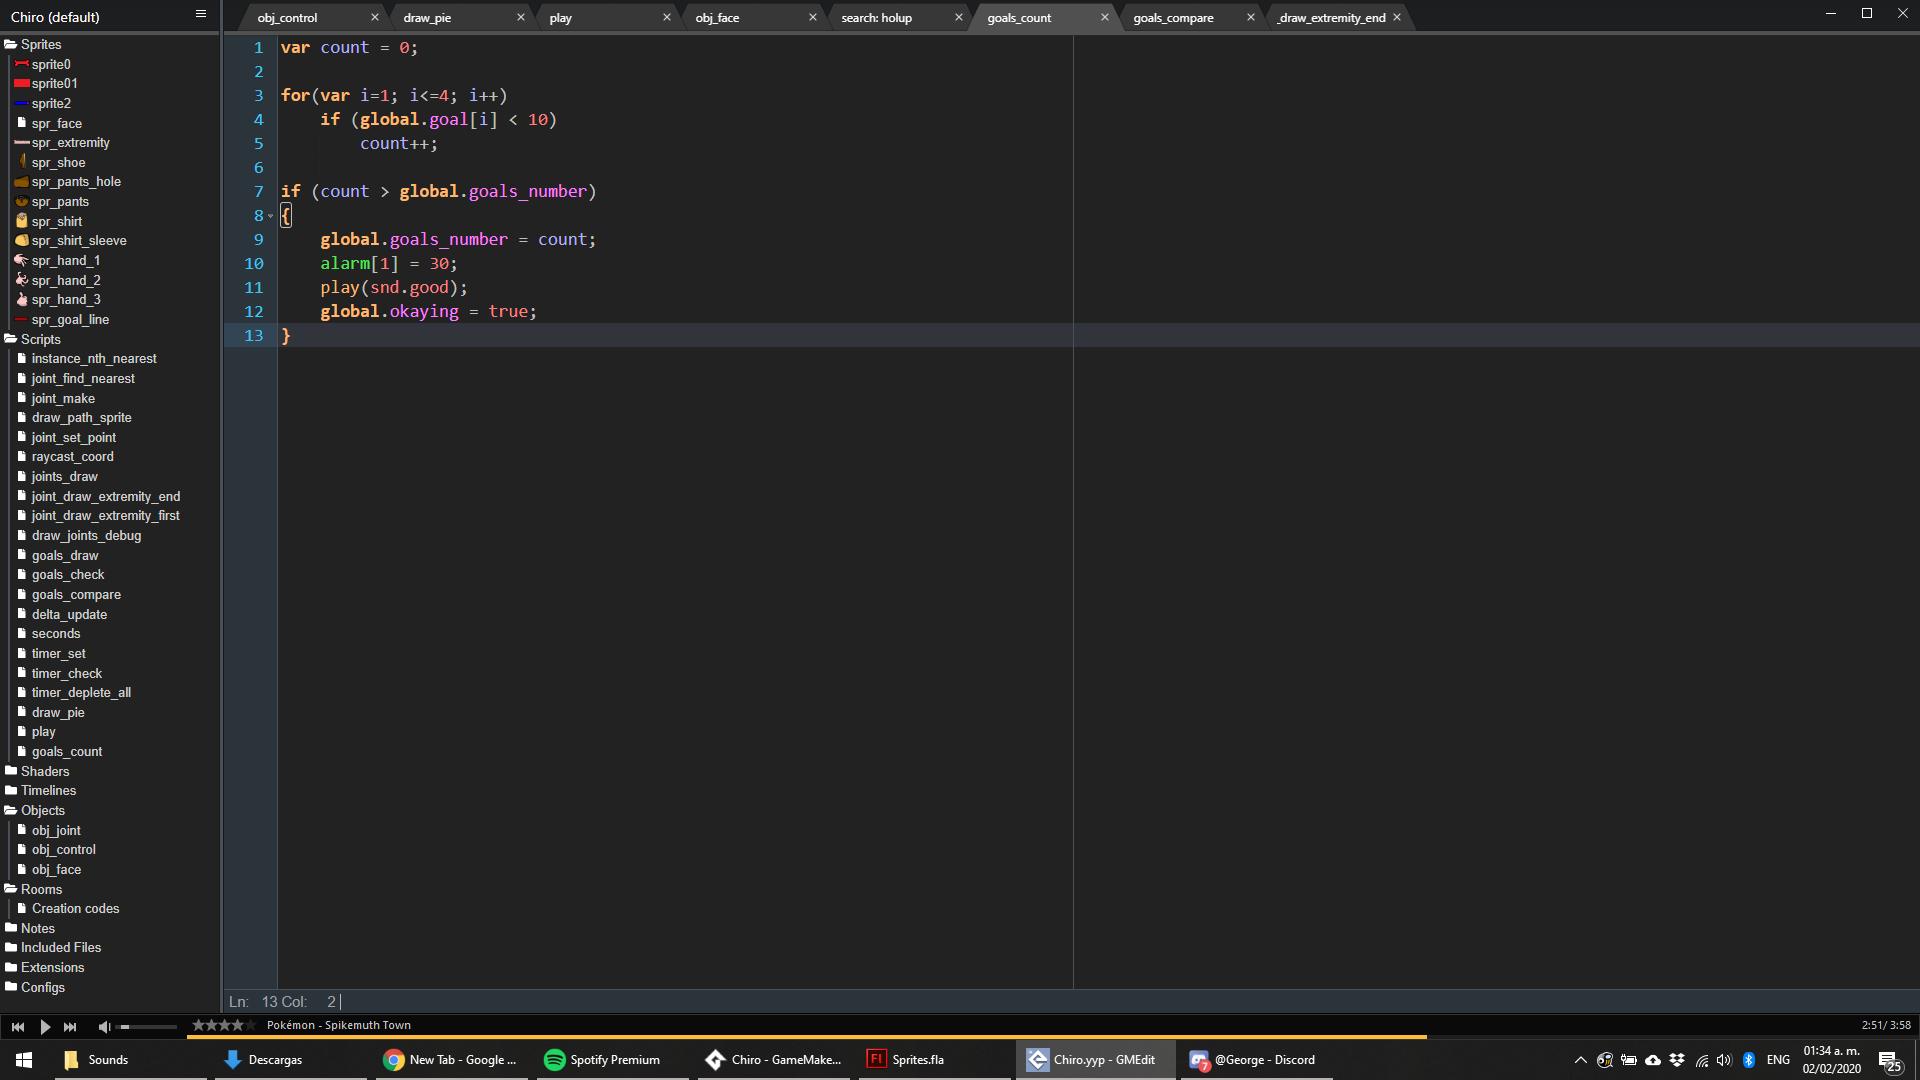 Chiro (default)
obj_control
draw_pie
play
obj_face
search: holup
goals_count
goals_compare
_draw_extremity_end
Sprites
sprite0
sprite01
sprite2
spr_face
spr_extremity
spr_shoe
spr_pants_hole
spr_pants
spr_shirt
spr_shirt_sleeve
spr_hand_1
spr_hand_2
spr_hand_3
spr_goal_line
Scripts
instance_nth_nearest
joint_find_nearest
joint_make
draw_path_sprite
joint_set_point
raycast_coord
joints_draw
joint_draw_extremity_end
joint_draw_extremity_first
draw_joints_debug
goals_draw
goals_check
goals_compare
delta_update
seconds
timer_set
timer_check
timer_deplete_all
draw_pie
play
goals_count
Shaders
Timelines
Objects
obj_joint
obj_control
obj_face
Rooms
Creation codes
Notes
Included Files
Extensions
Configs
1 var count = 0;
2
3 for(var i=1; i<=4; i++)
4 if (global.goal[i] < 10)
5 count++;
6
7 if (count > global.goals_number)
8 {
9 global.goals_number = count;
10 alarm[1] = 30;
11 play(snd.good);
12 global.okaying = true;
13 }
Ln: 13 Col: 2
Pokémon - Spikemuth Town
2:51/ 3:58
Sounds
Descargas
New Tab - Google ...
Spotify Premium
Chiro - GameMake...
Fl
Sprites.fla
Chiro.yyp - GMEdit
7
@George - Discord
ENG
01:34 a. m.
02/02/2020
25